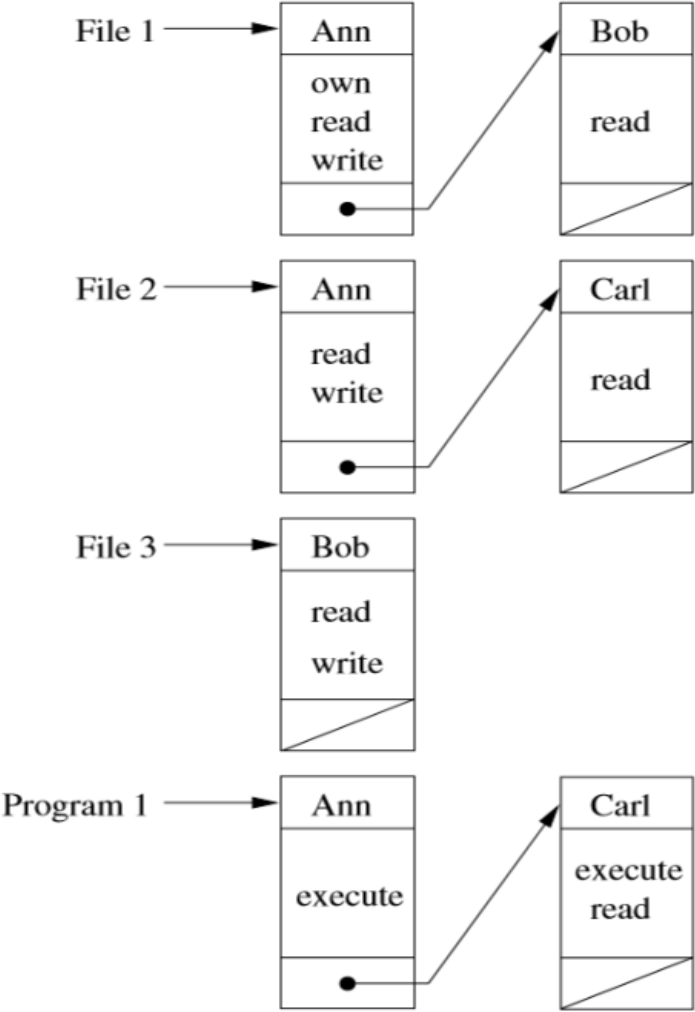 File 1
Ann
own
read
write
Bob
read
File 2
Ann
read
write
Carl
read
File 3
Bob
read
write
Program 1
Ann
execute
Carl
execute
read